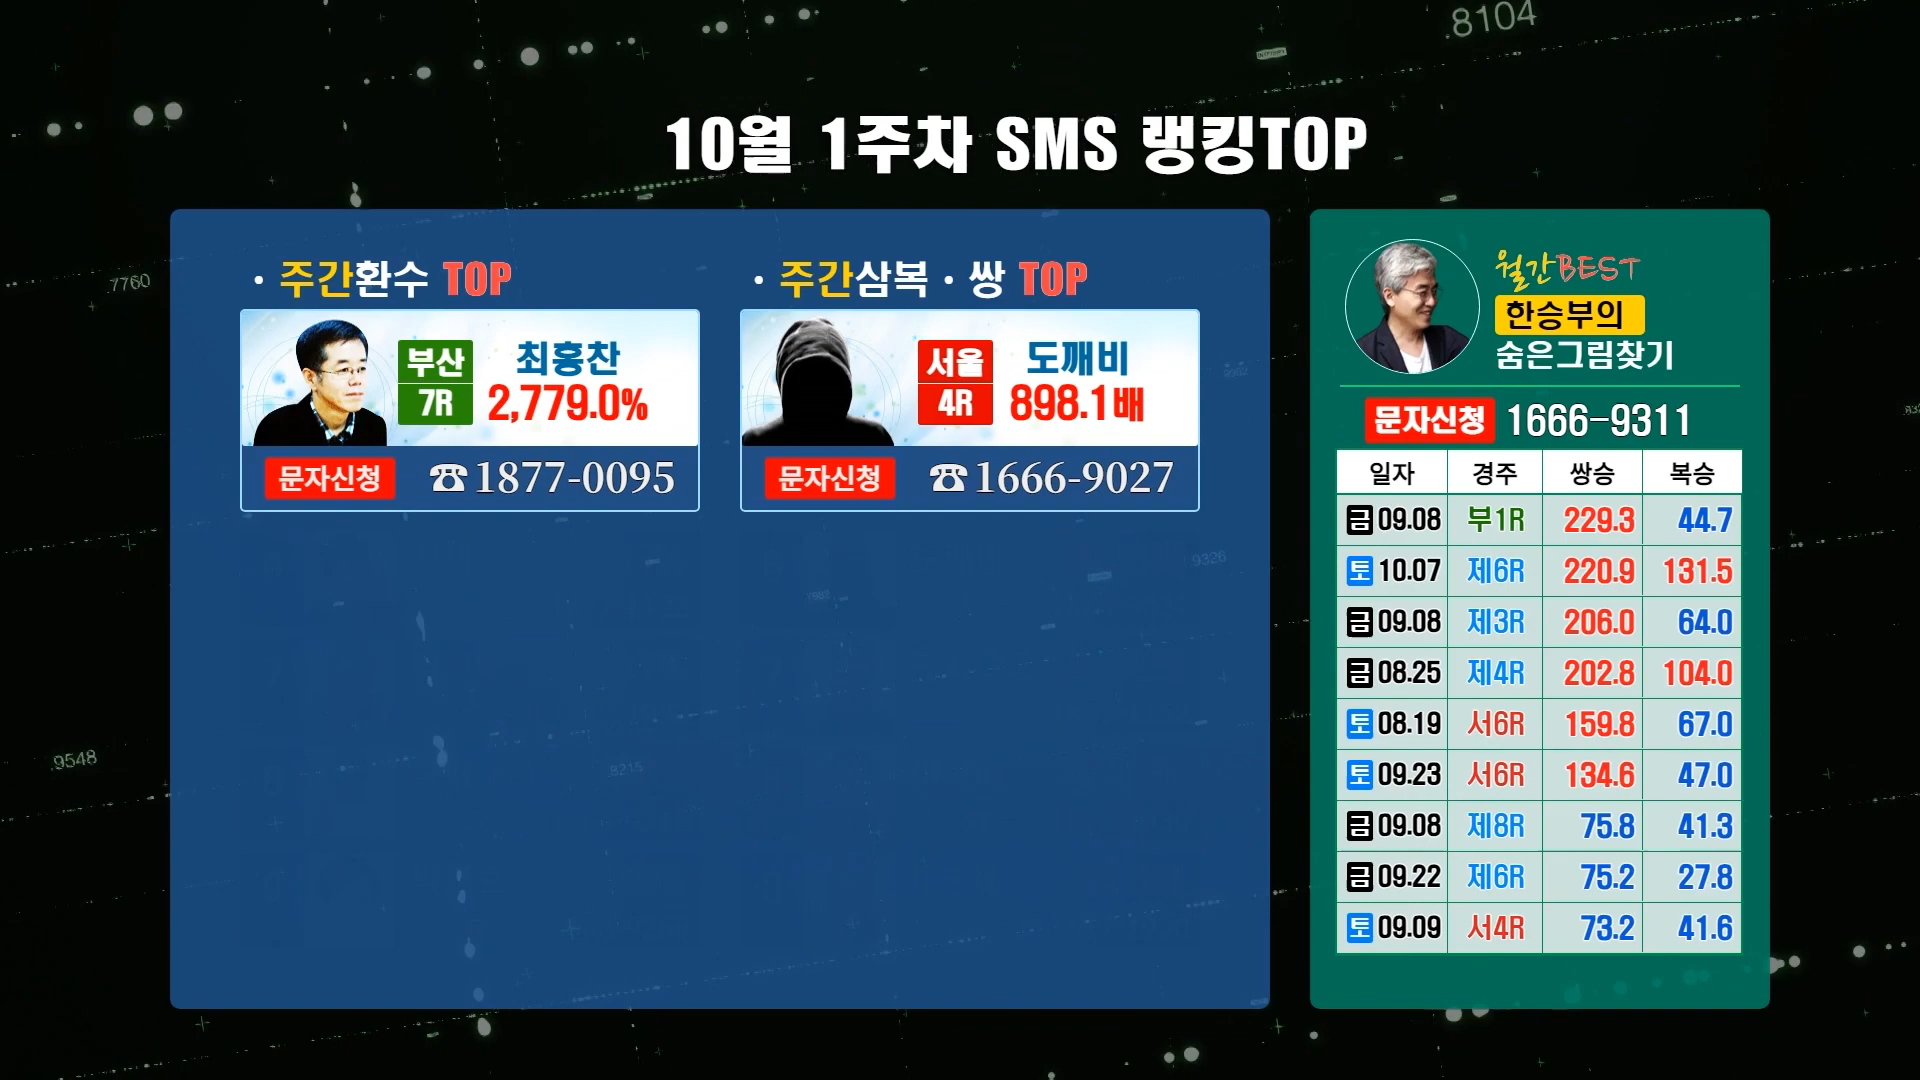 8104
10월 1주차 SMS 랭킹TOP
· 주간환수 TOP
부산
7R
최흥찬
2,779.0%
문자신청 ☎1877-0095
· 주간삼복 · 쌍 TOP
서울
4R
도깨비
898.1배
문자신청 ☎1666-9027
월간BEST
한승부의
숨은그림찾기
문자신청 1666-9311
일자 경주 쌍승 복승
금 09.08 부1R 229.3 44.7
토 10.07 제6R 220.9 131.5
금 09.08 제3R 206.0 64.0
금 08.25 제4R 202.8 104.0
토 08.19 서6R 159.8 67.0
토 09.23 서6R 134.6 47.0
금 09.08 제8R 75.8 41.3
금 09.22 제6R 75.2 27.8
토 09.09 서4R 73.2 41.6
.7760
.9548
.9326
.8215